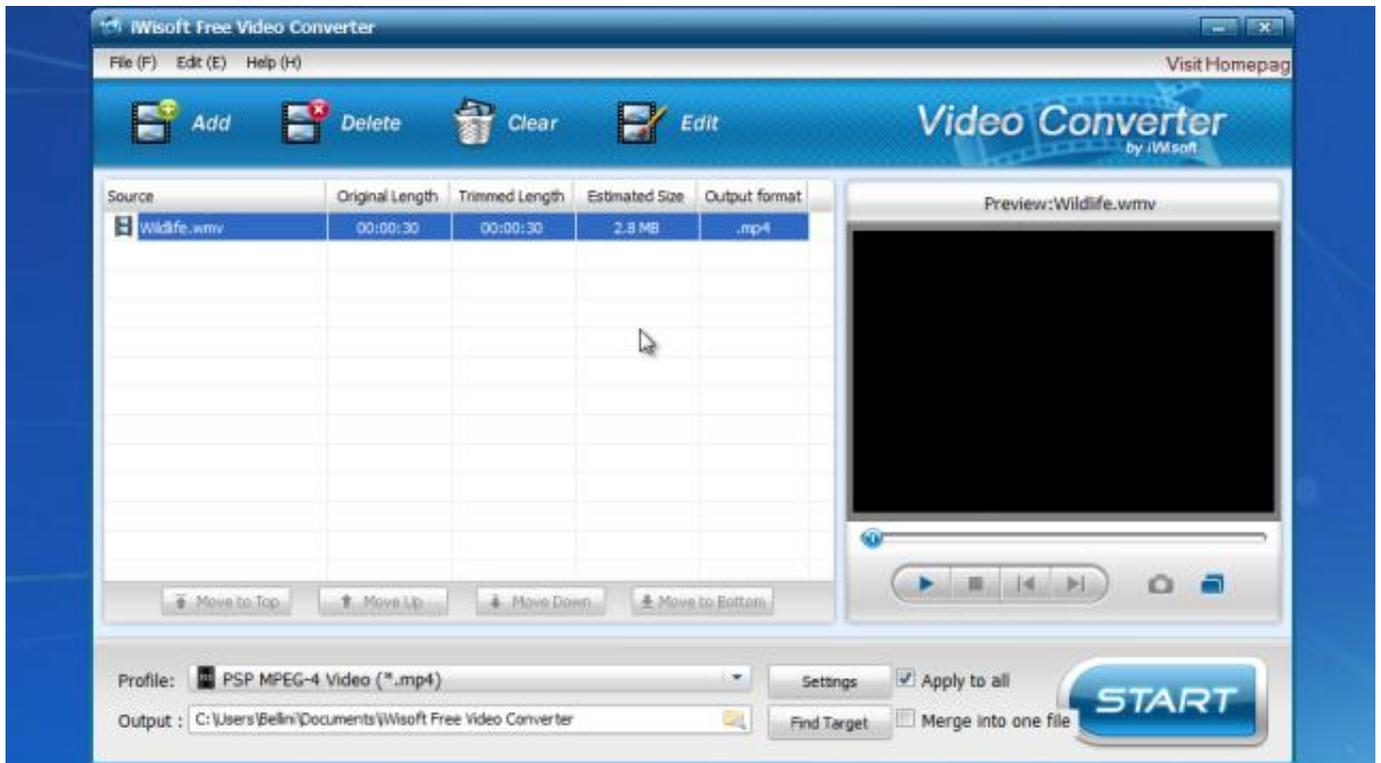 iWisoft Free Video Converter
File (F) Edit (E) Help (H)
Visit Homepag
Add Delete Clear Edit
Video Converter
by iWisoft
Source Original Length Trimmed Length Estimated Size Output format
Wildlife.wmv 00:00:30 00:00:30 2.8 MB .mp4
Preview:Wildlife.wmv
Move to Top Move Up Move Down Move to Bottom
Profile: PSP MPEG-4 Video (*.mp4) Settings Apply to all
START
Output : C:\Users\Bellini\Documents\iWisoft Free Video Converter Find Target Merge into one file